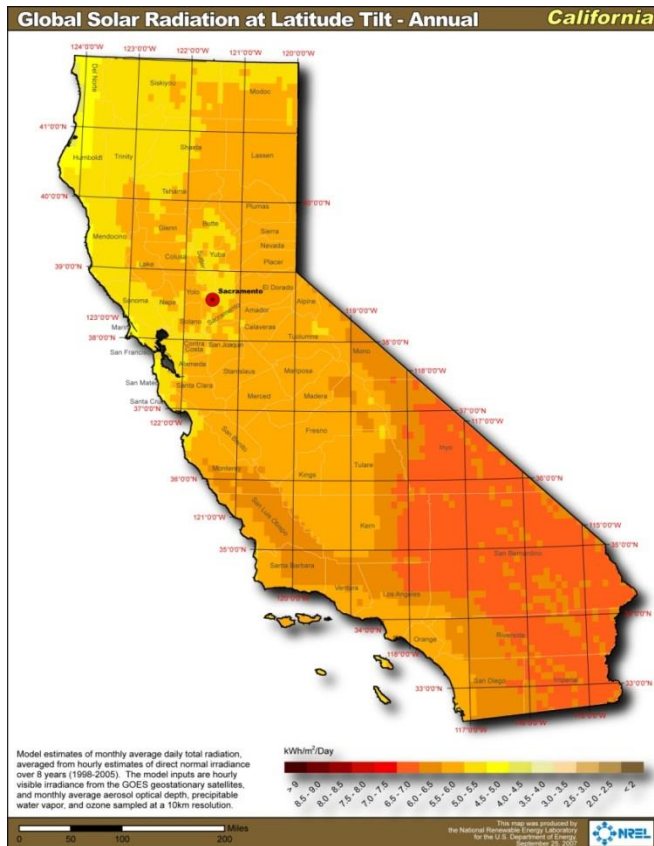 Global Solar Radiation at Latitude Tilt - Annual
California
124°0'0"W 123°0'0"W 122°0'0"W 121°0'0"W 120°0'0"W
Del Norte
Siskiyou
Modoc
41°0'0"N
Humboldt
Trinity
Shasta
Lassen
Tehama
40°0'0"N
Plumas
Butte
Glenn
Sierra
Mendocino
Nevada
Colusa
Yuba
Placer
39°0'0"N
Lake
Sutter
El Dorado
Yolo
Sacramento
Sonoma
Napa
Alpine
Sacramento
Amador
119°0'0"W
123°0'0"W
Solano
Marin
Calaveras
38°0'0"N
Contra Costa
San Joaquin
Tuolumne
38°0'0"N
Mono
Alameda
118°0'0"W
Stanislaus
Mariposa
San Mateo
Santa Clara
Merced
Madera
Santa Cruz
37°0'0"N
37°0'0"N
117°0'0"W
122°0'0"W
Fresno
San Benito
Inyo
Tulare
Monterey
Kings
36°0'0"N
36°0'0"N
San Luis Obispo
121°0'0"W
Kern
115°0'0"W
35°0'0"N
35°0'0"N
San Bernardino
Santa Barbara
Ventura
Los Angeles
34°0'0"N
Orange
Riverside
118°0'0"W
33°0'0"N
San Diego
Imperial
33°0'0"N
117°0'0"W
Model estimates of monthly average daily total radiation,
averaged from hourly estimates of direct normal irradiance
over 8 years (1998-2005). The model inputs are hourly
visible irradiance from the GOES geostationary satellites,
and monthly average aerosol optical depth, precipitable
water vapor, and ozone sampled at a 10km resolution.
kWh/m²/Day
> 9
8.5 - 9.0
8.0 - 8.5
7.5 - 8.0
7.0 - 7.5
6.5 - 7.0
6.0 - 6.5
5.5 - 6.0
5.0 - 5.5
4.5 - 5.0
4.0 - 4.5
3.5 - 4.0
3.0 - 3.5
2.5 - 3.0
2.0 - 2.5
< 2
Miles
0 50 100 200
This map was produced by
the National Renewable Energy Laboratory
for the U.S. Department of Energy.
September 25, 2007
NREL